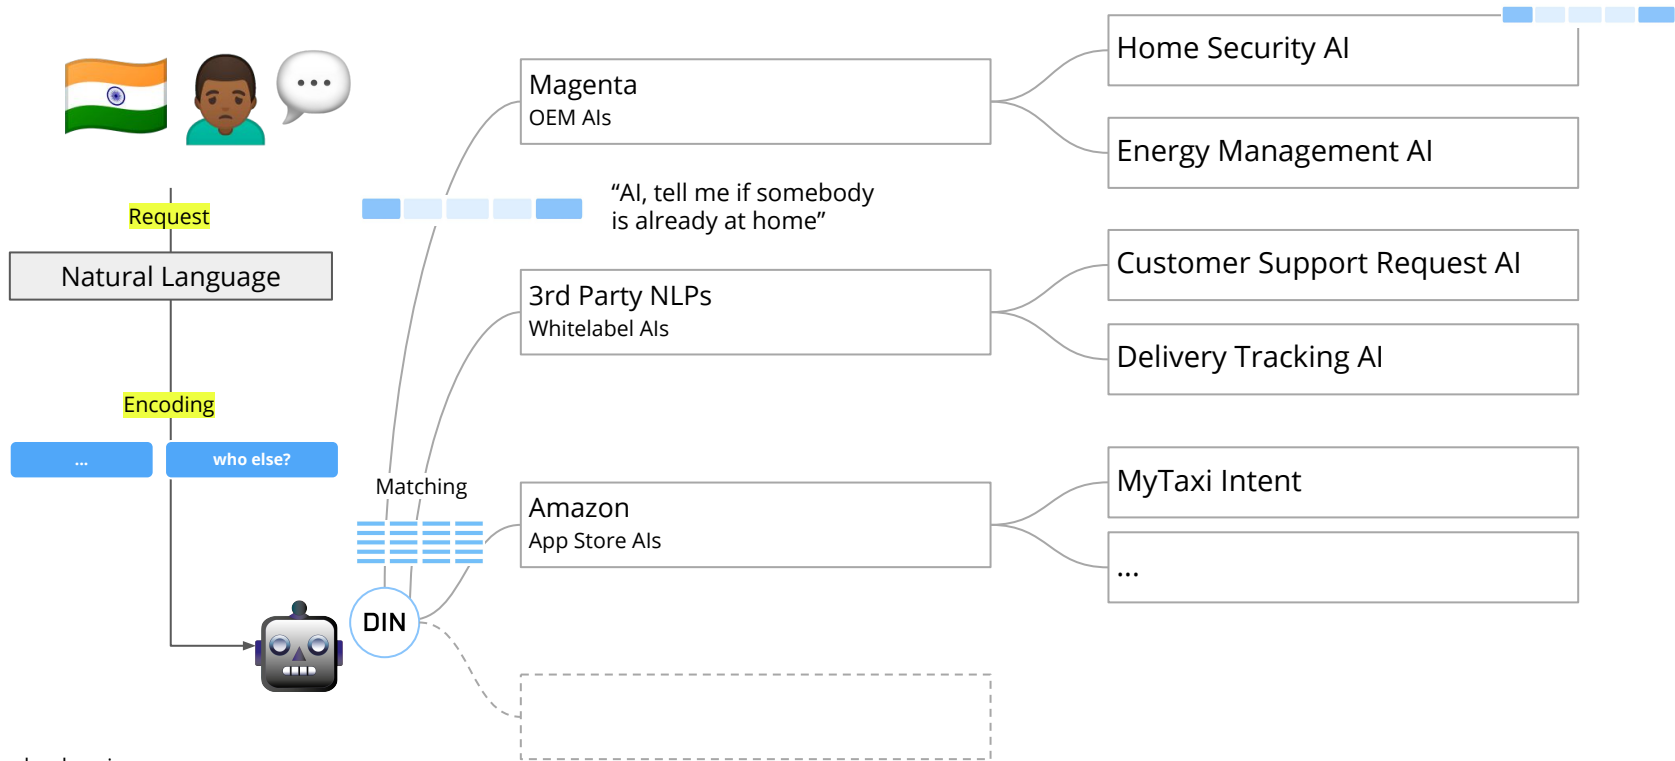 Request
Natural Language
Encoding
...
who else?
Matching
DIN
Magenta
OEM AIs
“AI, tell me if somebody
is already at home”
3rd Party NLPs
Whitelabel AIs
Amazon
App Store AIs
Home Security AI
Energy Management AI
Customer Support Request AI
Delivery Tracking AI
MyTaxi Intent
...